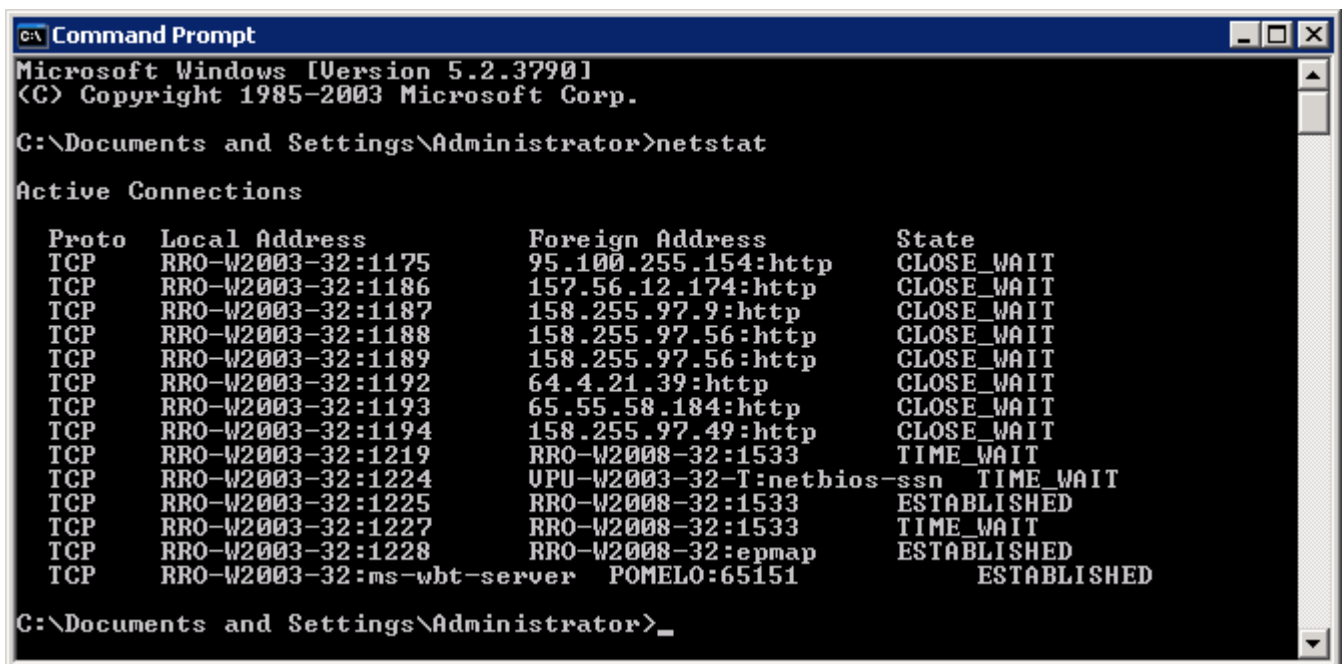 Command Prompt
Microsoft Windows [Version 5.2.3790]
(C) Copyright 1985-2003 Microsoft Corp.
C:\Documents and Settings\Administrator>netstat
Active Connections
Proto  Local Address          Foreign Address        State
TCP    RRO-W2003-32:1175      95.100.255.154:http    CLOSE_WAIT
TCP    RRO-W2003-32:1186      157.56.12.174:http     CLOSE_WAIT
TCP    RRO-W2003-32:1187      158.255.97.9:http      CLOSE_WAIT
TCP    RRO-W2003-32:1188      158.255.97.56:http     CLOSE_WAIT
TCP    RRO-W2003-32:1189      158.255.97.56:http     CLOSE_WAIT
TCP    RRO-W2003-32:1192      64.4.21.39:http        CLOSE_WAIT
TCP    RRO-W2003-32:1193      65.55.58.184:http      CLOSE_WAIT
TCP    RRO-W2003-32:1194      158.255.97.49:http     CLOSE_WAIT
TCP    RRO-W2003-32:1219      RRO-W2008-32:1533      TIME_WAIT
TCP    RRO-W2003-32:1224      VPU-W2003-32-T:netbios-ssn  TIME_WAIT
TCP    RRO-W2003-32:1225      RRO-W2008-32:1533      ESTABLISHED
TCP    RRO-W2003-32:1227      RRO-W2008-32:1533      TIME_WAIT
TCP    RRO-W2003-32:1228      RRO-W2008-32:epmap     ESTABLISHED
TCP    RRO-W2003-32:ms-wbt-server  POMELO:65151           ESTABLISHED
C:\Documents and Settings\Administrator>_